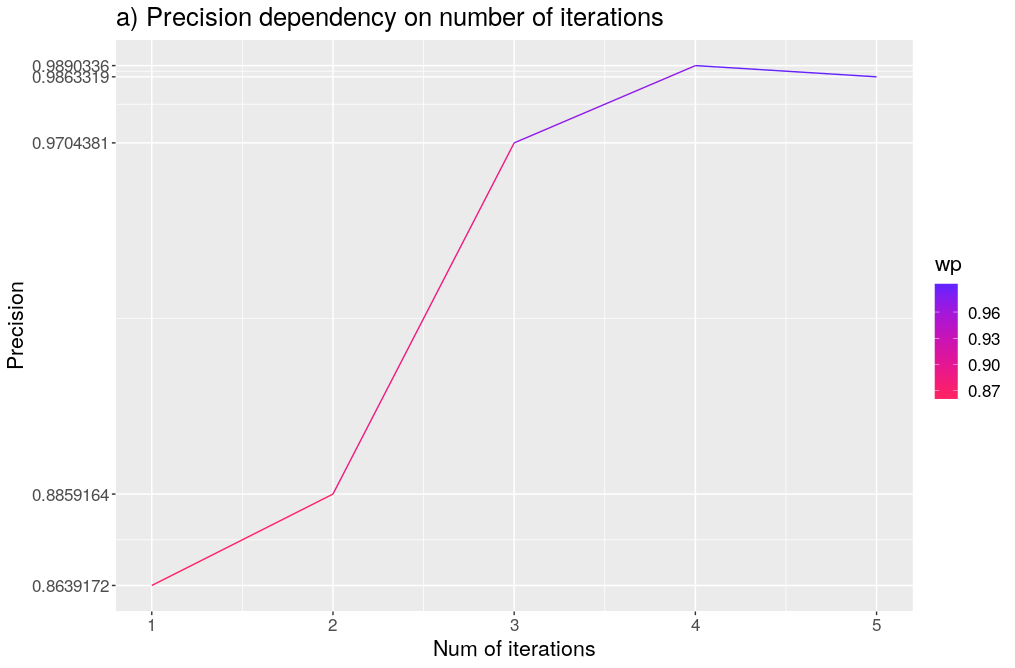 a) Precision dependency on number of iterations
0.9890336
0.9863319
0.9704381
0.8859164
0.8639172
Precision
1 2 3 4 5
Num of iterations
wp
0.96
0.93
0.90
0.87